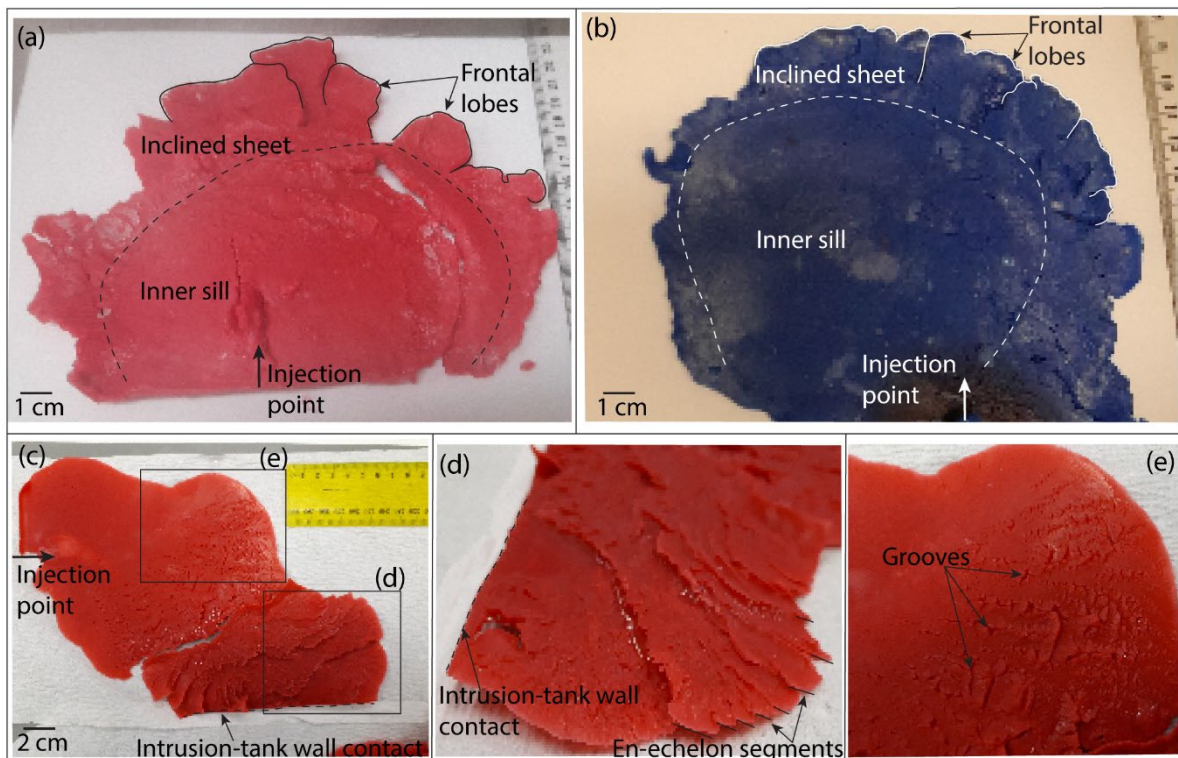 (a)
Frontal
lobes
Inclined sheet
Inner sill
Injection
point
1 cm
(b)
Frontal
lobes
Inclined sheet
Inner sill
Injection
point
1 cm
(c)
(e)
(d)
Injection
point
2 cm
Intrusion-tank wall contact
(d)
Intrusion-tank wall
contact
En-echelon segments
(e)
Grooves